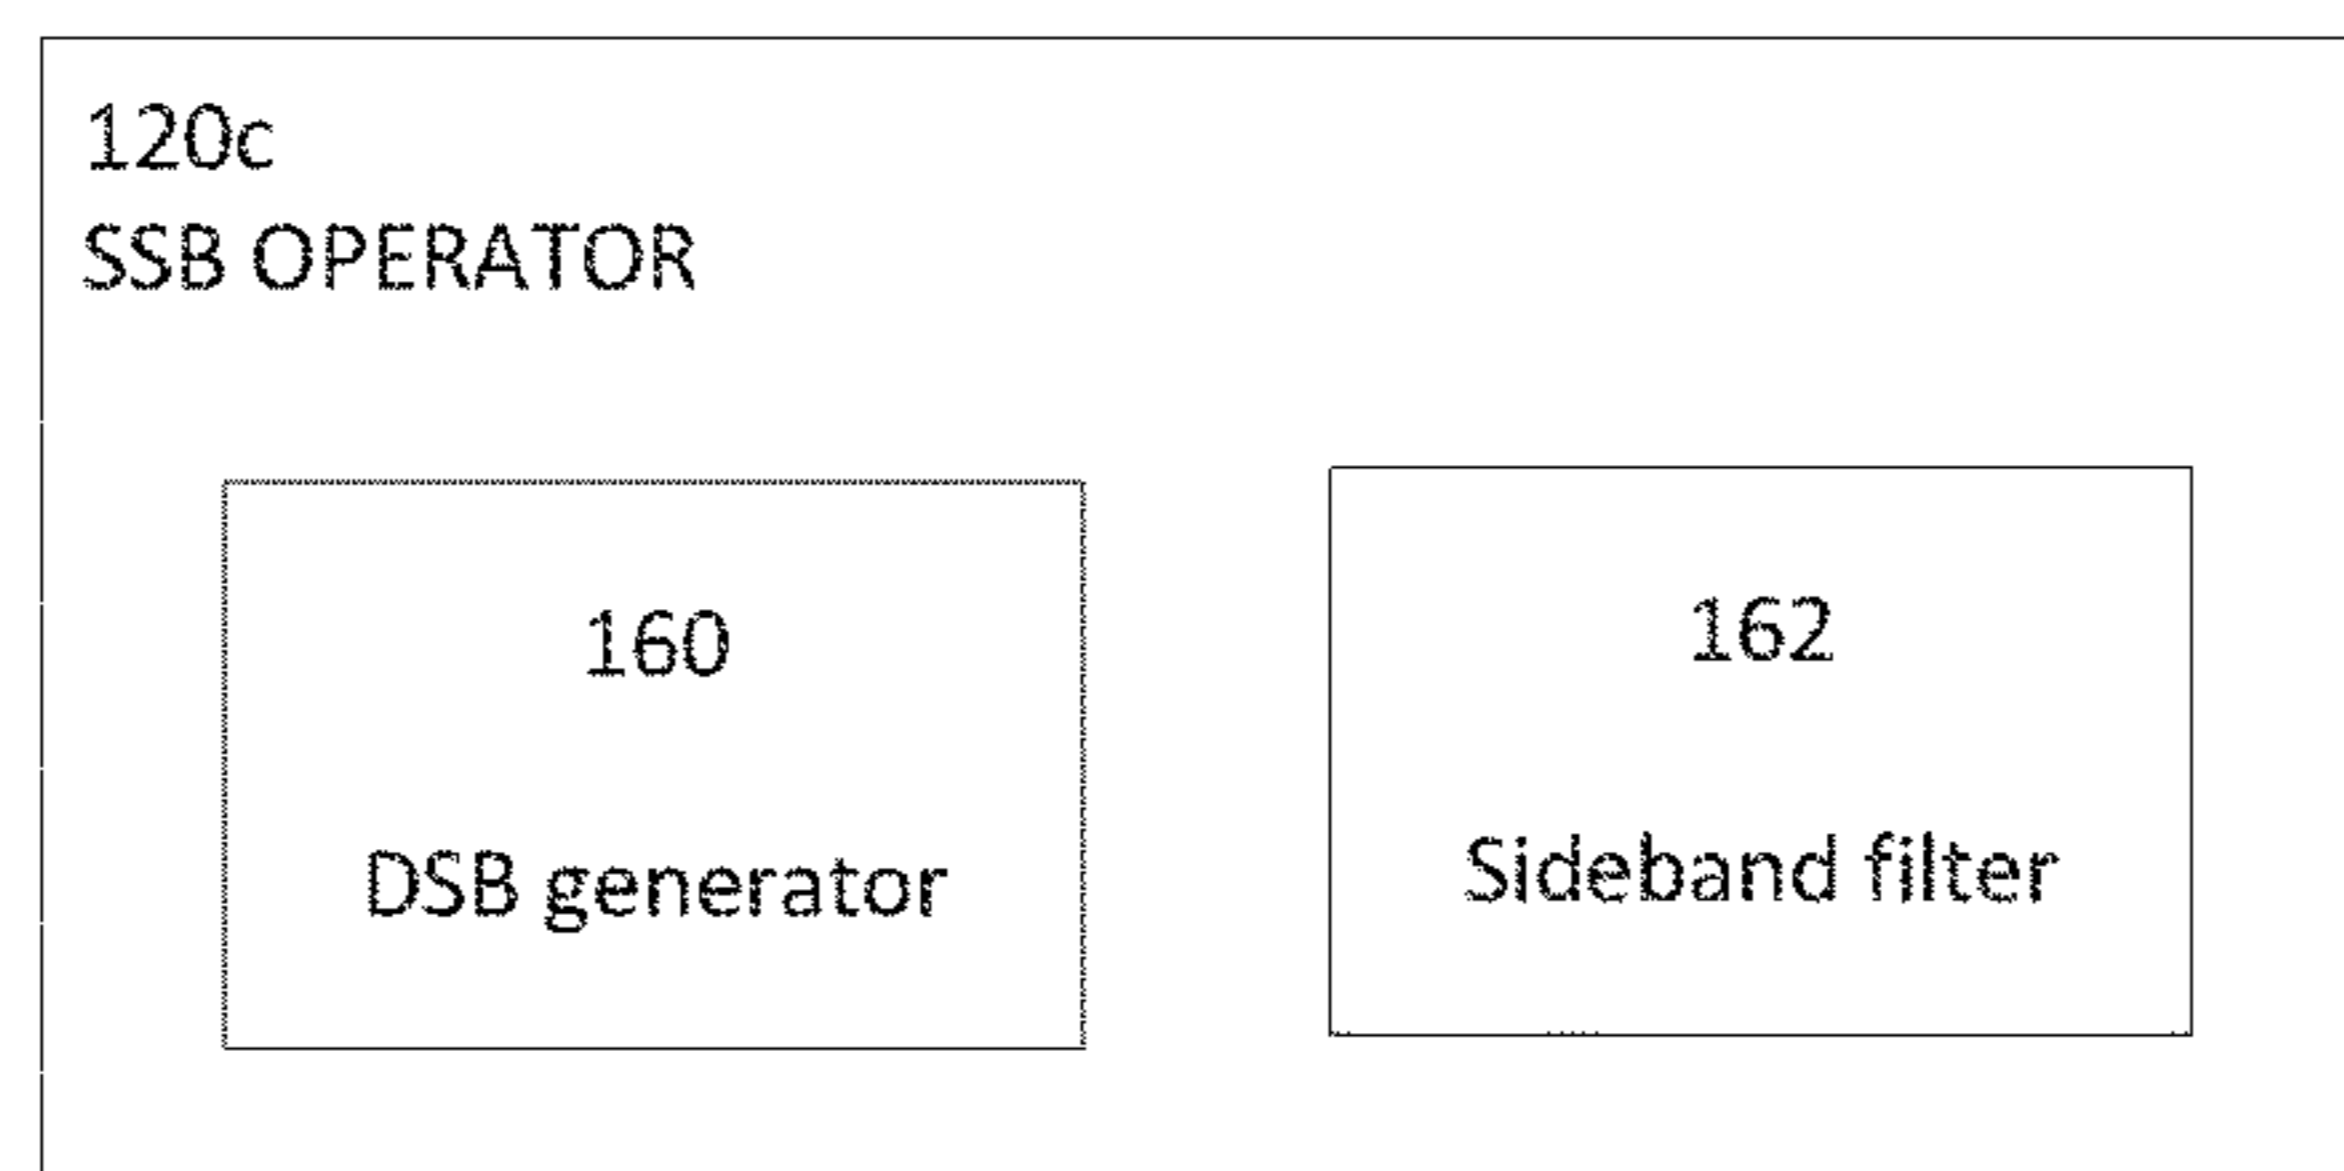 120c
SSB OPERATOR
160
DSB generator
162
Sideband filter